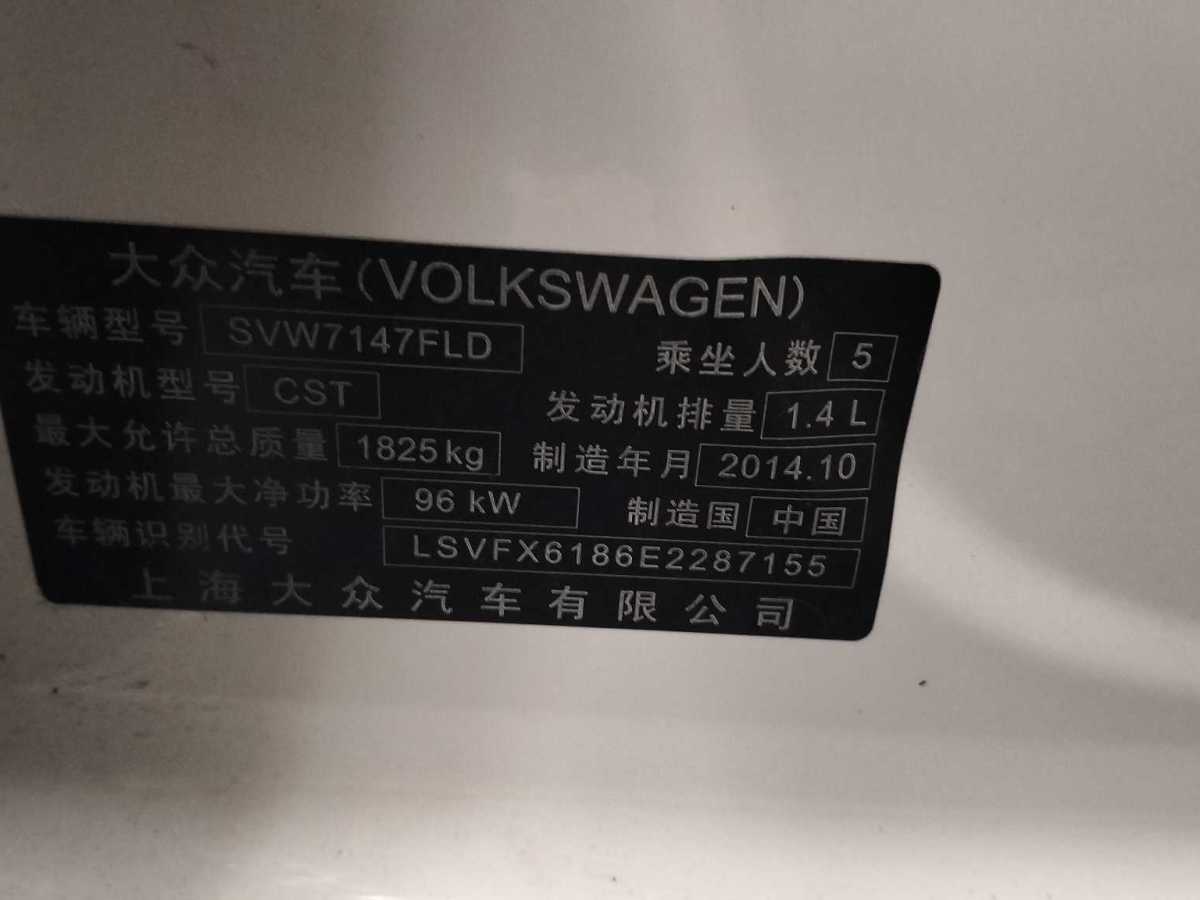 大众汽车(VOLKSWAGEN)
车辆型号 SVW7147FLD 乘坐人数 5
发动机型号 CST 发动机排量 1.4 L
最大允许总质量 1825kg 制造年月 2014.10
发动机最大净功率 96 kW 制造国 中国
车辆识别代号 LSVFX6186E2287155
上海大众汽车有限公司